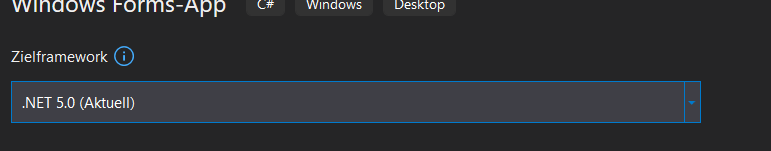 Windows Forms-App C# Windows Desktop
Zielframework
.NET 5.0 (Aktuell)